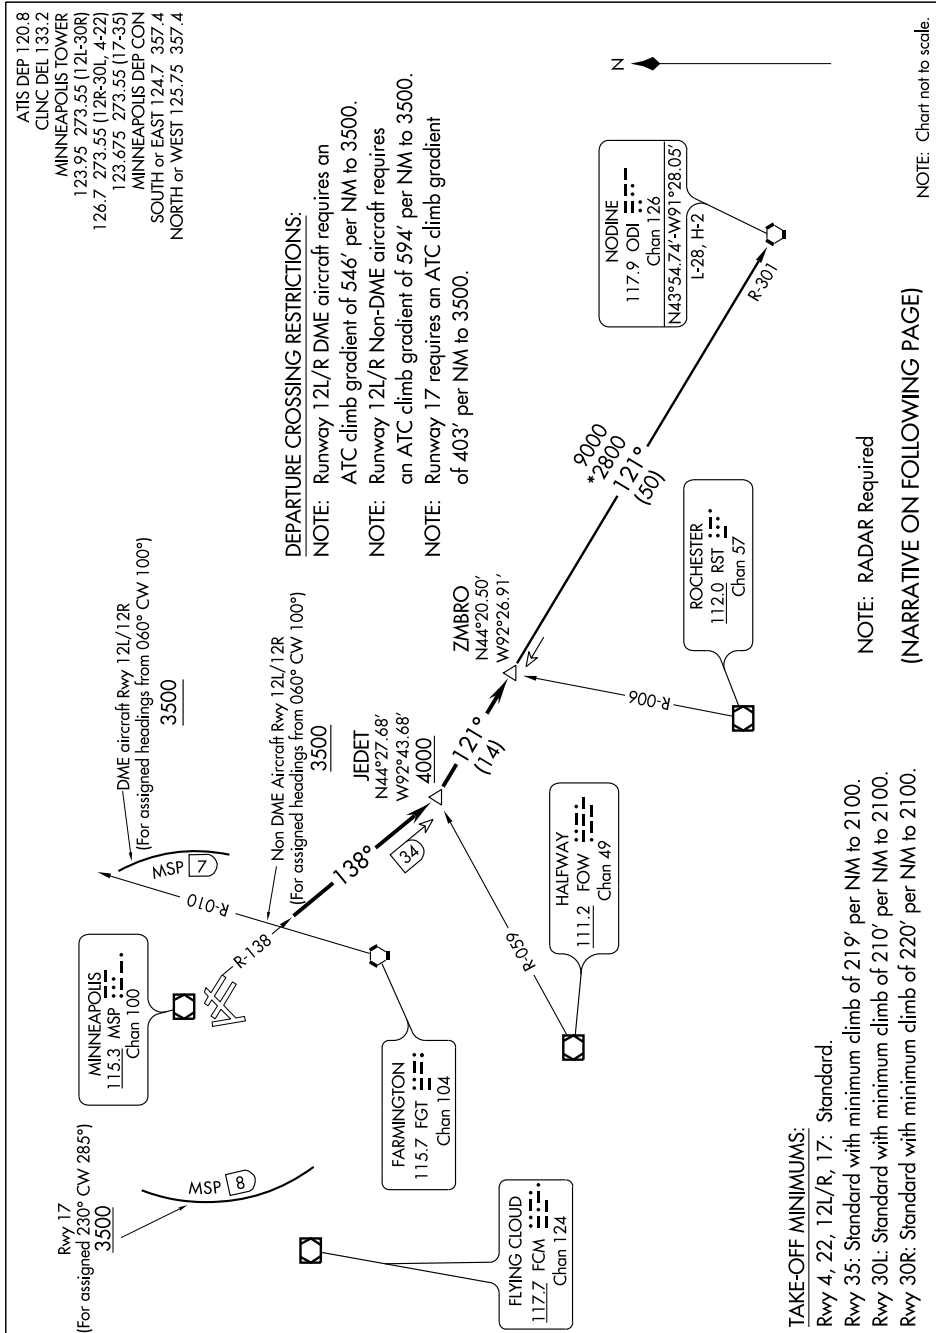 ATIS DEP 120.8
CLNC DEL 133.2
MINNEAPOLIS TOWER
123.95 273.55 (12L-30R)
126.7 273.55 (12R-30L, 4-22)
123.675 273.55 (17-35)
MINNEAPOLIS DEP CON
SOUTH or EAST 124.7 357.4
NORTH or WEST 125.75 357.4
Rwy 17
(For assigned 230° CW 285°)
3500
MSP 8
MINNEAPOLIS
115.3 MSP
Chan 100
DME aircraft Rwy 12L/12R
(For assigned headings from 060° CW 100°)
3500
MSP 7
R-010
Non DME Aircraft Rwy 12L/12R
(For assigned headings from 060° CW 100°)
3500
R-138
138°
34
JEDET
N44°27.68'
W92°43.68'
4000
121°
(14)
ZMBRO
N44°20.50'
W92°26.91'
9000
*2800
121°
(50)
R-301
NODINE
117.9 ODI
Chan 126
N43°54.74'-W91°28.05'
L-28, H-2
N
DEPARTURE CROSSING RESTRICTIONS:
NOTE: Runway 12L/R DME aircraft requires an
ATC climb gradient of 546' per NM to 3500.
NOTE: Runway 12L/R Non-DME aircraft requires
an ATC climb gradient of 594' per NM to 3500.
NOTE: Runway 17 requires an ATC climb gradient
of 403' per NM to 3500.
FLYING CLOUD
117.7 FCM
Chan 124
FARMINGTON
115.7 FGT
Chan 104
R-059
HALFWAY
111.2 FOW
Chan 49
R-006
ROCHESTER
112.0 RST
Chan 57
TAKE-OFF MINIMUMS:
Rwy 4, 22, 12L/R, 17: Standard.
Rwy 35: Standard with minimum climb of 219' per NM to 2100.
Rwy 30L: Standard with minimum climb of 210' per NM to 2100.
Rwy 30R: Standard with minimum climb of 220' per NM to 2100.
NOTE: RADAR Required
(NARRATIVE ON FOLLOWING PAGE)
NOTE: Chart not to scale.